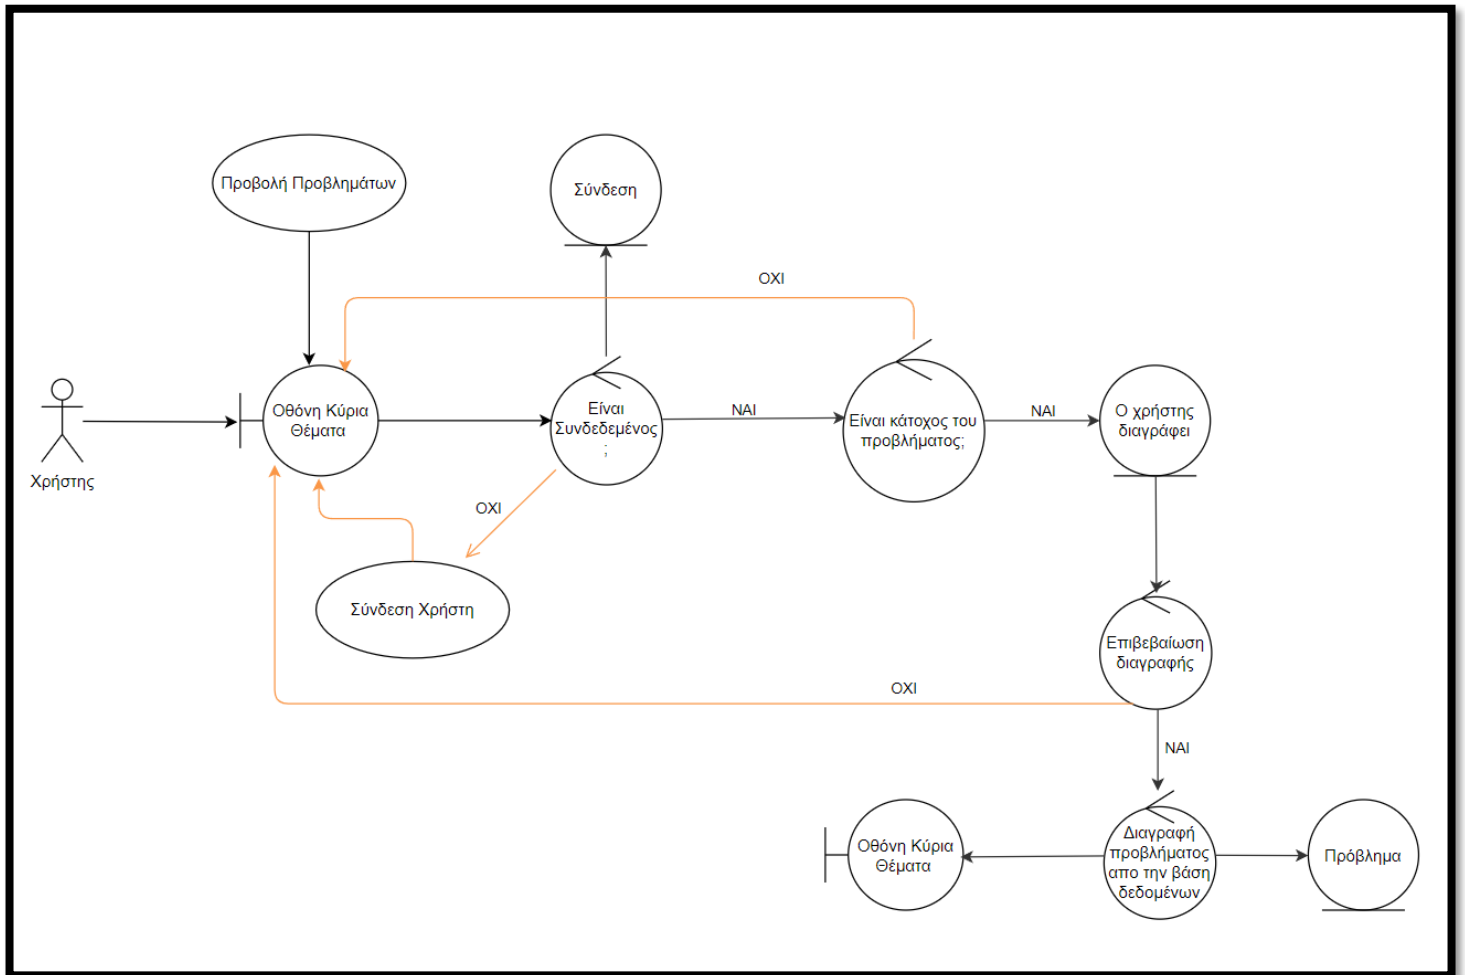 Προβολή Προβλημάτων
Σύνδεση
ΟΧΙ
Χρήστης
Οθόνη Κύρια
Θέματα
Είναι
Συνδεδεμένος
;
ΝΑΙ
Είναι κάτοχος του
προβλήματος;
ΝΑΙ
Ο χρήστης
διαγράφει
ΟΧΙ
Σύνδεση Χρήστη
Επιβεβαίωση
διαγραφής
ΟΧΙ
ΝΑΙ
Οθόνη Κύρια
Θέματα
Διαγραφή
προβλήματος
απο την βάση
δεδομένων
Πρόβλημα